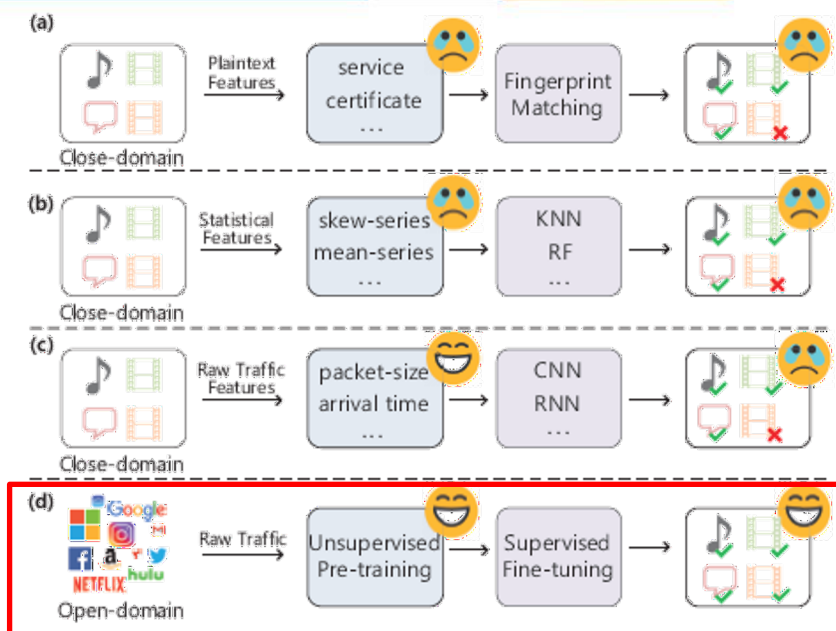 (a)
Plaintext
Features
service
certificate
...
Fingerprint
Matching
Close-domain
(b)
Statistical
Features
skew-series
mean-series
...
KNN
RF
...
Close-domain
(c)
Raw Traffic
Features
packet-size
arrival time
...
CNN
RNN
...
Close-domain
(d)
Google
f
a
NETFLIX
hulu
Open-domain
Raw Traffic
Unsupervised
Pre-training
Supervised
Fine-tuning